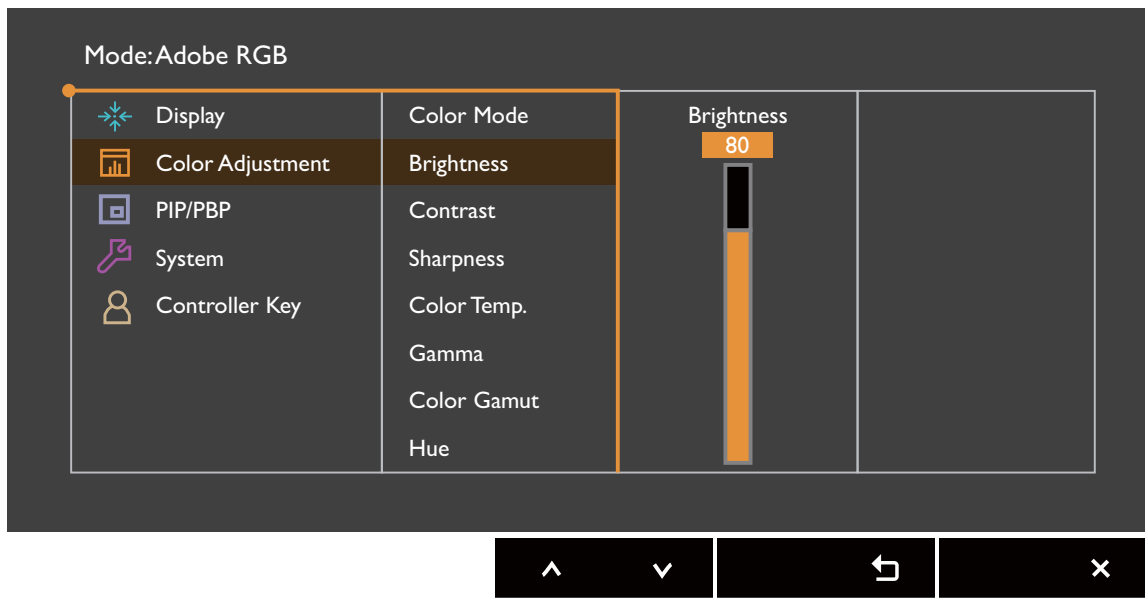 Mode: Adobe RGB
Display
Color Adjustment
PIP/PBP
System
Controller Key
Color Mode
Brightness
Contrast
Sharpness
Color Temp.
Gamma
Color Gamut
Hue
Brightness
80